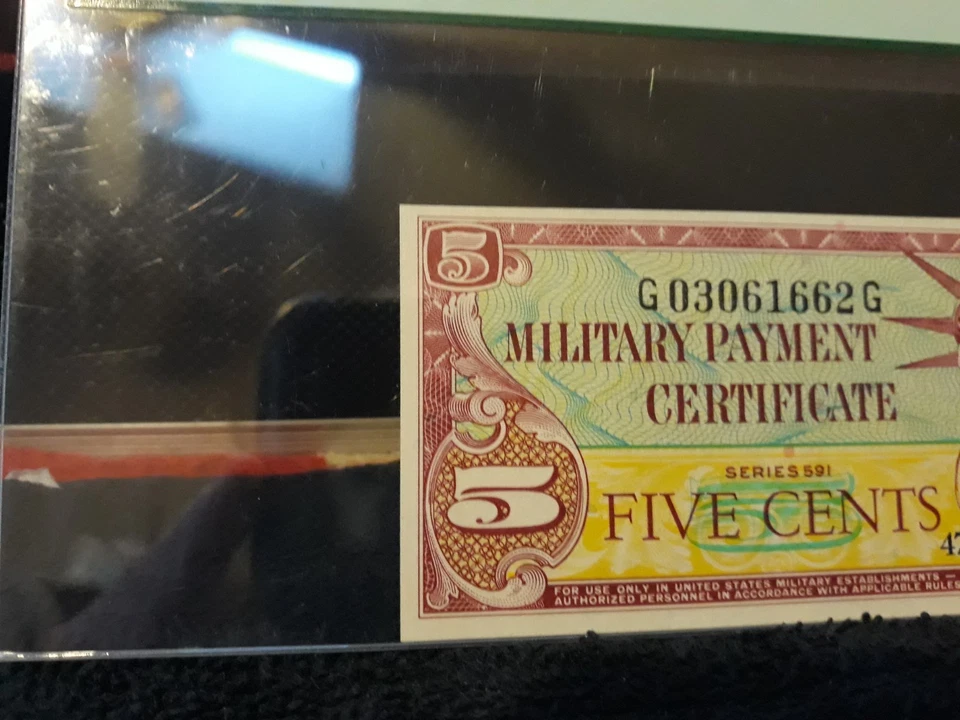 5
G03061662G
MILITARY PAYMENT
CERTIFICATE
SERIES 591
5
FIVE CENTS
47
FOR USE ONLY IN UNITED STATES MILITARY ESTABLISHMENTS —
AUTHORIZED PERSONNEL IN ACCORDANCE WITH APPLICABLE RULES